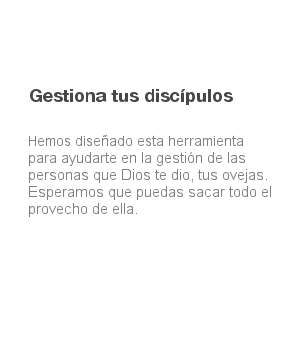 Gestiona tus discípulos
Hemos diseñado esta herramienta
para ayudarte en la gestión de las
personas que Dios te dio, tus ovejas.
Esperamos que puedas sacar todo el
provecho de ella.